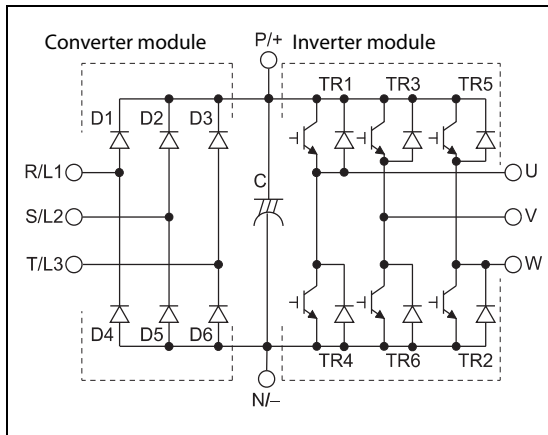 Converter module
P/+
Inverter module
D1
D2
D3
TR1
TR3
TR5
R/L1
U
C
S/L2
V
T/L3
W
D4
D5
D6
TR4
TR6
TR2
N/−